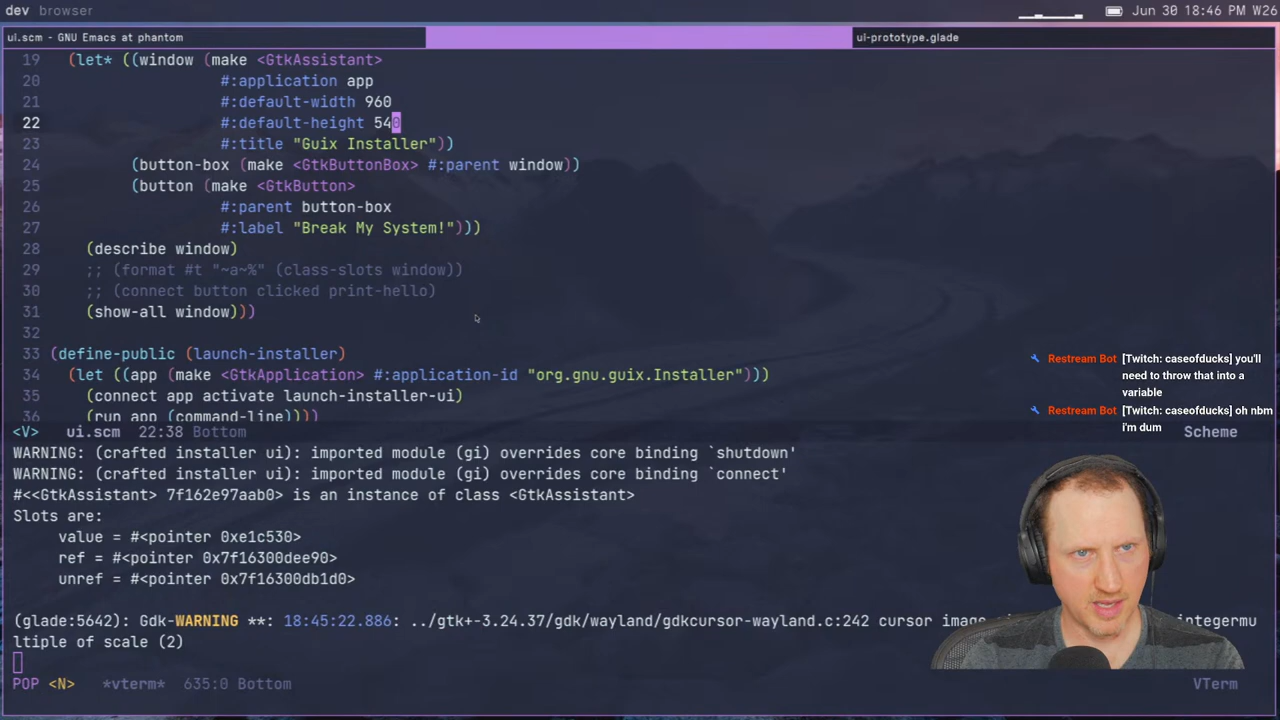 dev browser
Jun 30 18:46 PM W26
ui.scm - GNU Emacs at phantom
ui-prototype.glade
19 (let* ((window (make <GtkAssistant>
20 #:application app
21 #:default-width 960
22 #:default-height 540
23 #:title "Guix Installer"))
24 (button-box (make <GtkButtonBox> #:parent window))
25 (button (make <GtkButton>
26 #:parent button-box
27 #:label "Break My System!")))
28 (describe window)
29 ;; (format #t "~a~%" (class-slots window))
30 ;; (connect button clicked print-hello)
31 (show-all window)))
32
33 (define-public (launch-installer)
34 (let ((app (make <GtkApplication> #:application-id "org.gnu.guix.Installer")))
35 (connect app activate launch-installer-ui)
36 (run app (command-line))))
Restream Bot [Twitch: caseofducks] you'll
need to throw that into a
variable
Restream Bot [Twitch: caseofducks] oh nbm
i'm dum
<V> ui.scm 22:38 Bottom Scheme
WARNING: (crafted installer ui): imported module (gi) overrides core binding `shutdown'
WARNING: (crafted installer ui): imported module (gi) overrides core binding `connect'
#<<GtkAssistant> 7f162e97aab0> is an instance of class <GtkAssistant>
Slots are:
value = #<pointer 0xe1c530>
ref = #<pointer 0x7f16300dee90>
unref = #<pointer 0x7f16300db1d0>
(glade:5642): Gdk-WARNING **: 18:45:22.886: ../gtk+-3.24.37/gdk/wayland/gdkcursor-wayland.c:242 cursor image integermu
ltiple of scale (2)
POP <N> *vterm* 635:0 Bottom VTerm